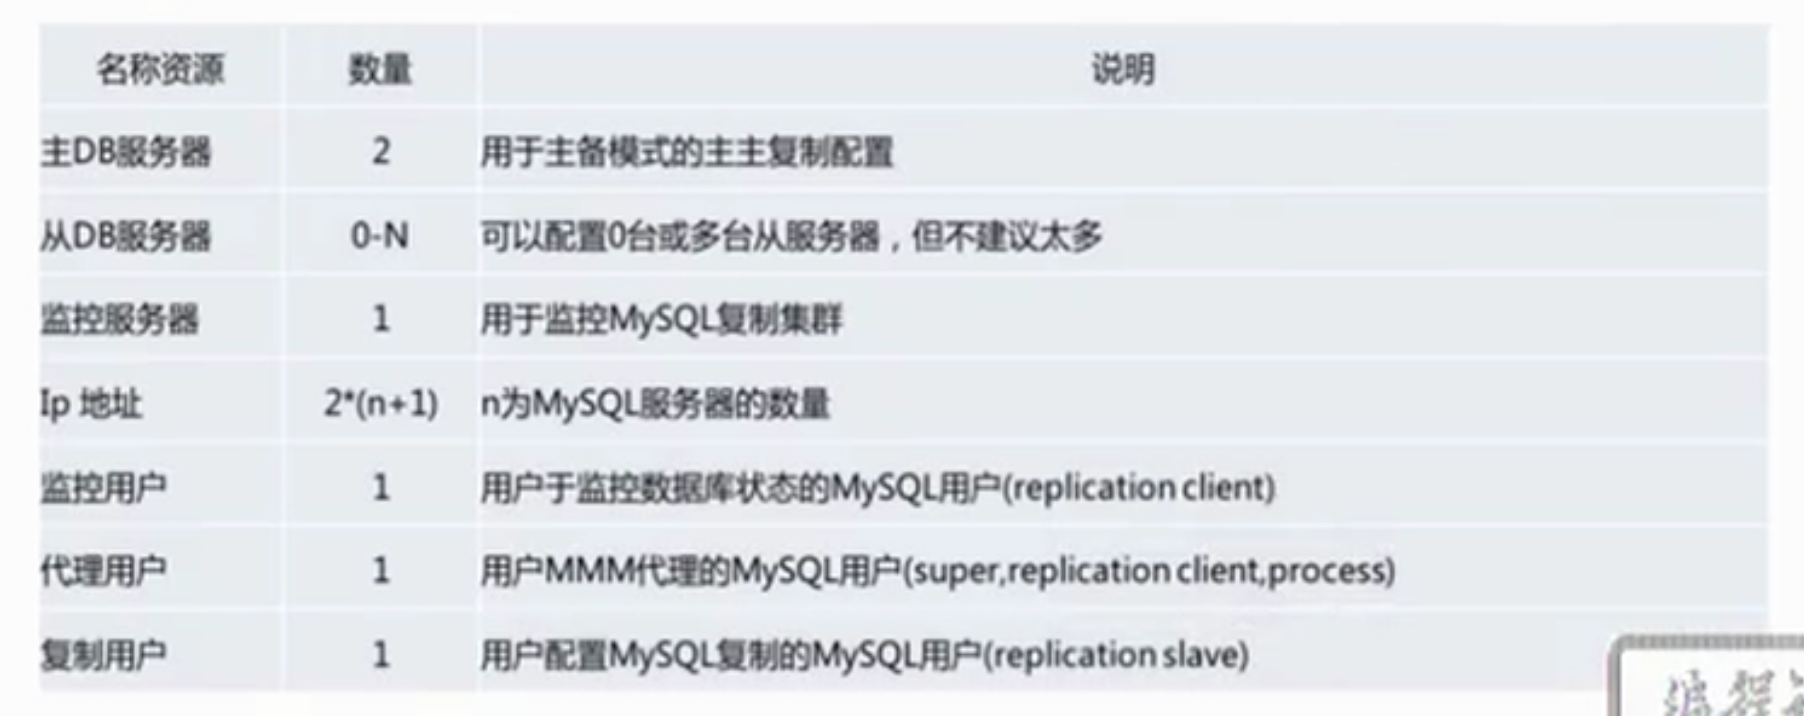 名称资源 数量 说明
主DB服务器 2 用于主备模式的主主复制配置
从DB服务器 0-N 可以配置0台或多台从服务器，但不建议太多
监控服务器 1 用于监控MySQL复制集群
Ip 地址 2*(n+1) n为MySQL服务器的数量
监控用户 1 用户于监控数据库状态的MySQL用户(replication client)
代理用户 1 用户MMM代理的MySQL用户(super,replication client,process)
复制用户 1 用户配置MySQL复制的MySQL用户(replication slave)
编程